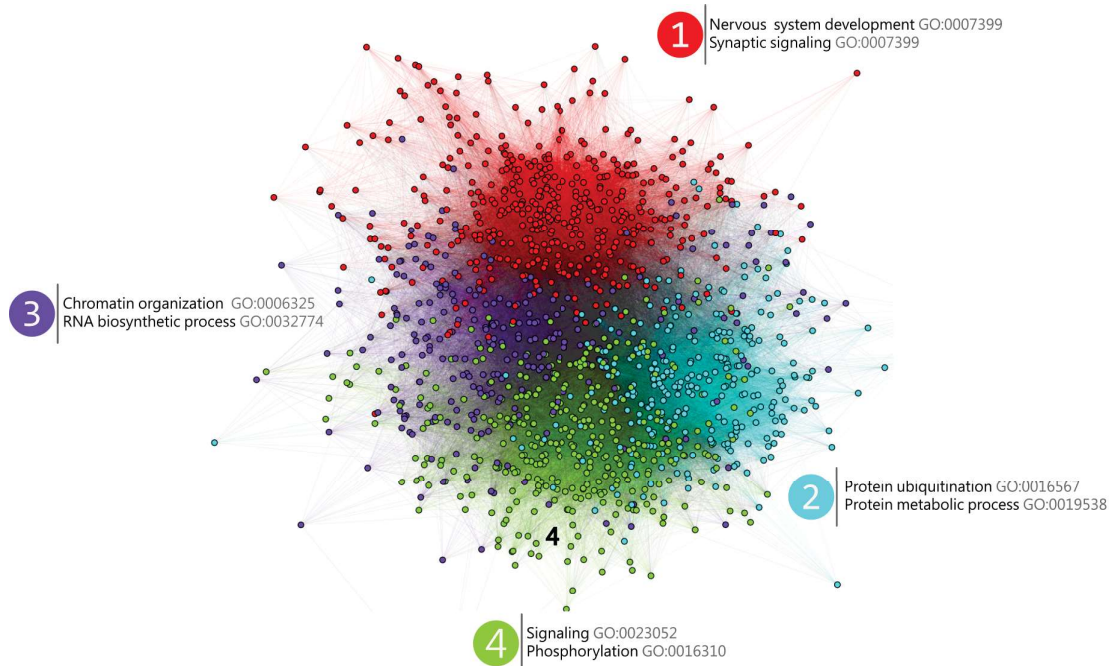 1
Nervous system development GO:0007399
Synaptic signaling GO:0007399
3
Chromatin organization GO:0006325
RNA biosynthetic process GO:0032774
2
Protein ubiquitination GO:0016567
Protein metabolic process GO:0019538
4
4
Signaling GO:0023052
Phosphorylation GO:0016310